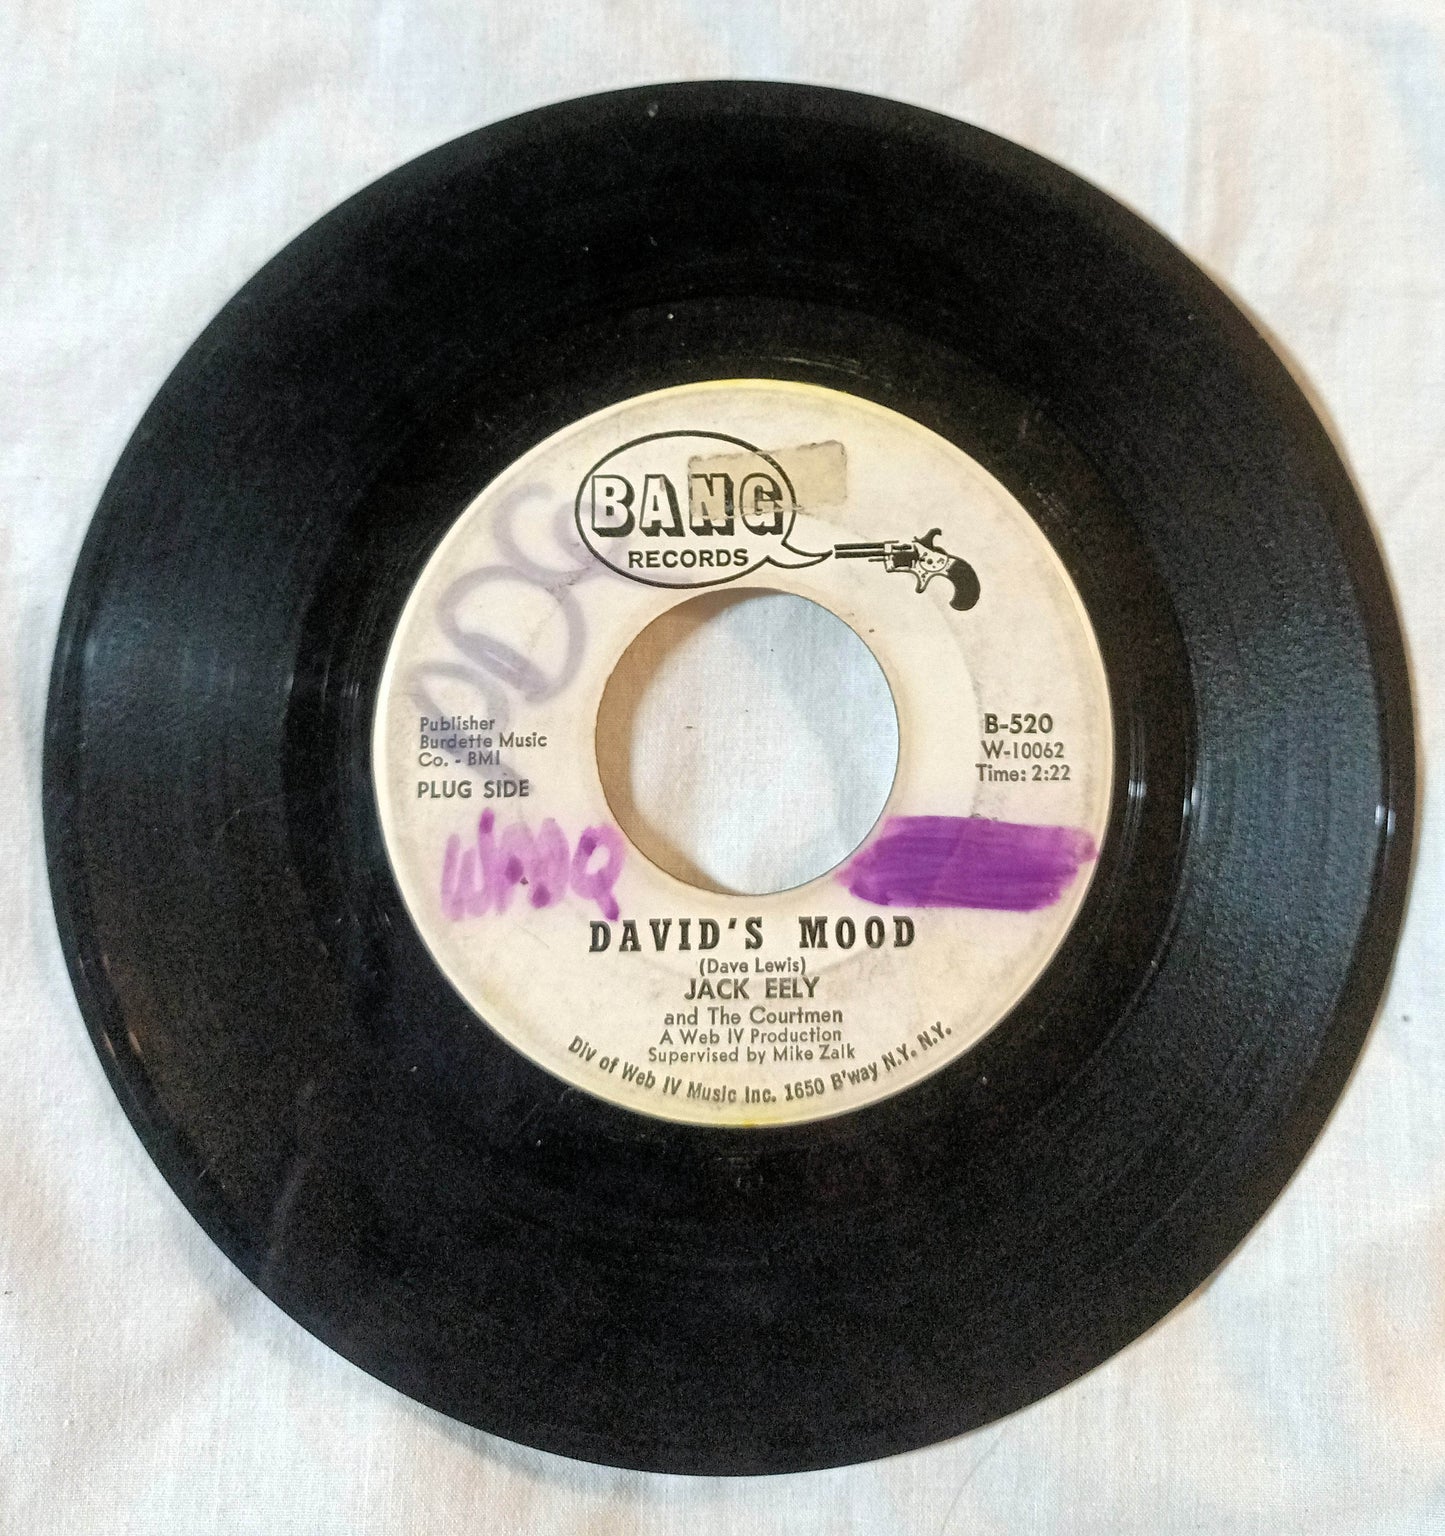 BANG
RECORDS
Publisher
Burdette Music
Co. - BMI
PLUG SIDE
B-520
W-10062
Time: 2:22
DAVID'S MOOD
(Dave Lewis)
JACK EELY
and The Courtmen
A Web IV Production
Supervised by Mike Zalk
Div of Web IV Music Inc. 1650 B'way N.Y. N.Y.